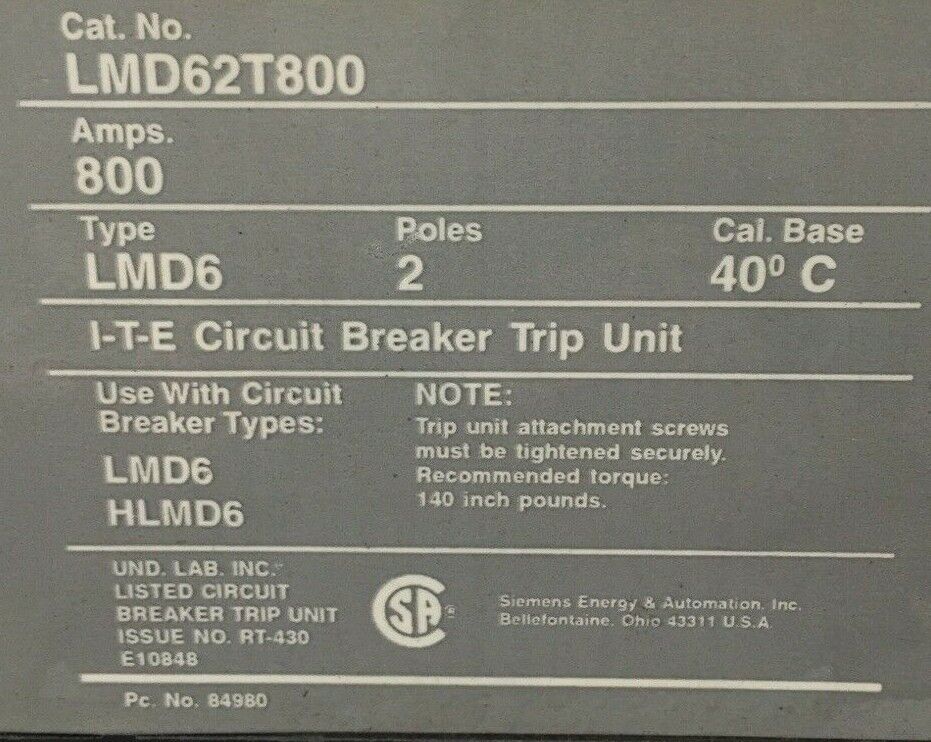 Cat. No.
LMD62T800
Amps.
800
Type Poles Cal. Base
LMD6 2 40⁰ C
I-T-E Circuit Breaker Trip Unit
Use With Circuit
Breaker Types:
LMD6
HLMD6
NOTE:
Trip unit attachment screws
must be tightened securely.
Recommended torque:
140 inch pounds.
UND. LAB. INC.
LISTED CIRCUIT
BREAKER TRIP UNIT
ISSUE NO. RT-430
E10848
SA ®
Siemens Energy & Automation, Inc.
Bellefontaine, Ohio 43311 U.S.A.
Pc. No. 84980